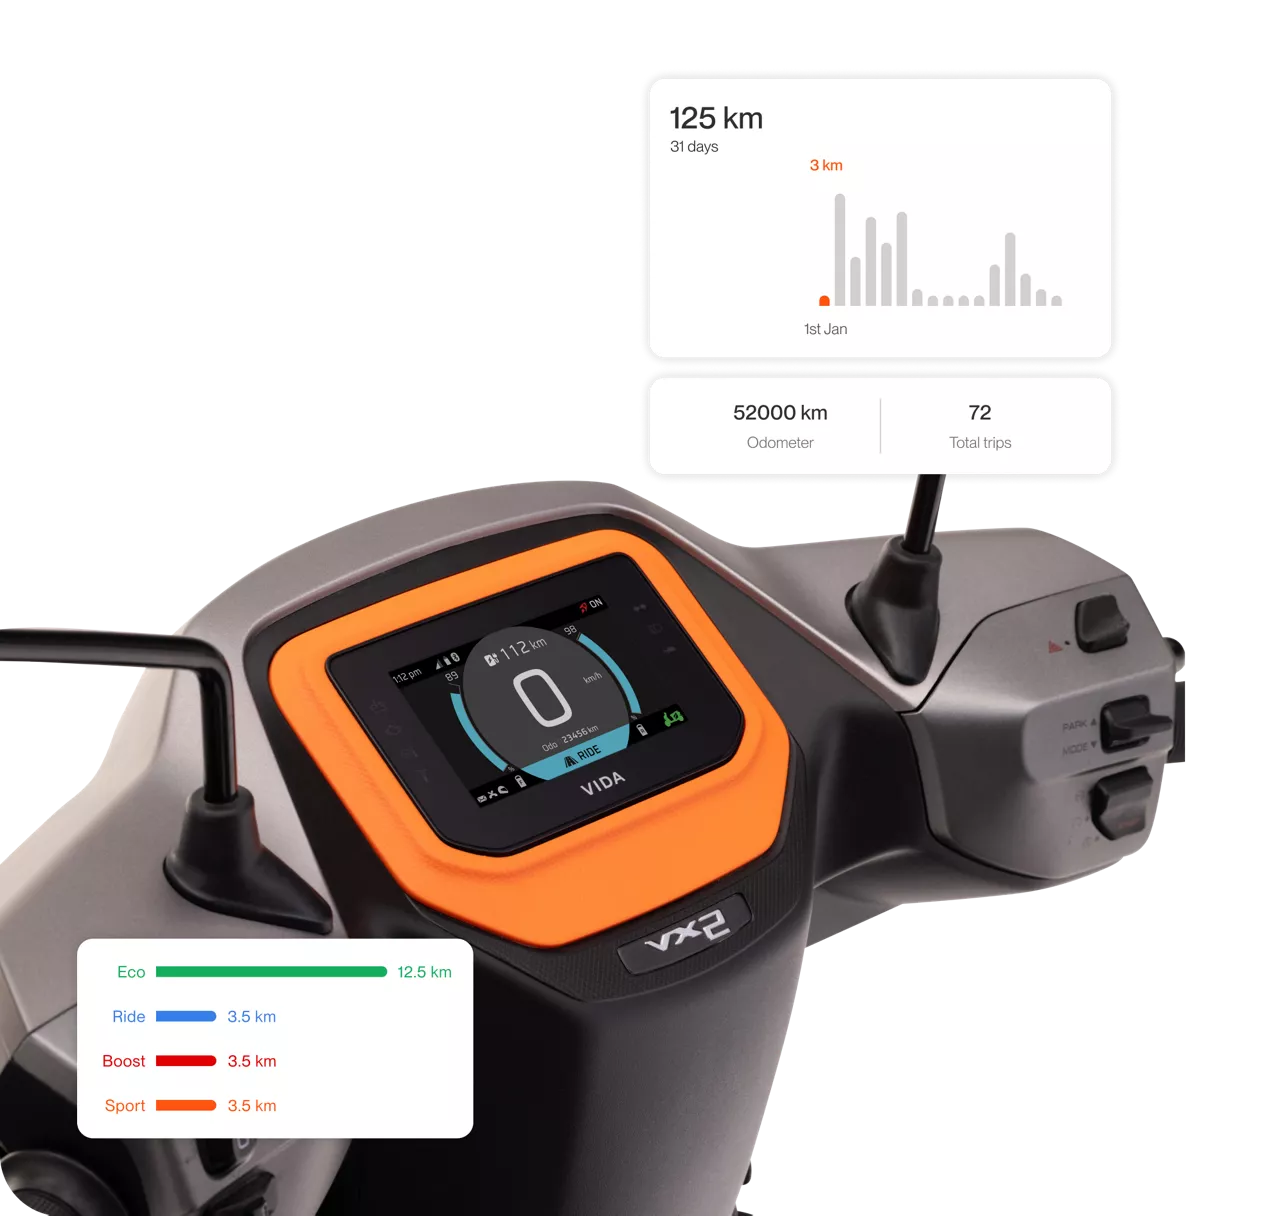 125 km
31 days
3 km
1st Jan
52000 km
72
Odometer
Total trips
ON
1:12 pm
112 km
89
98
0
km/h
Odo 23456 km
RIDE
VIDA
PARK
MODE
VX2
Eco 12.5 km
Ride 3.5 km
Boost 3.5 km
Sport 3.5 km